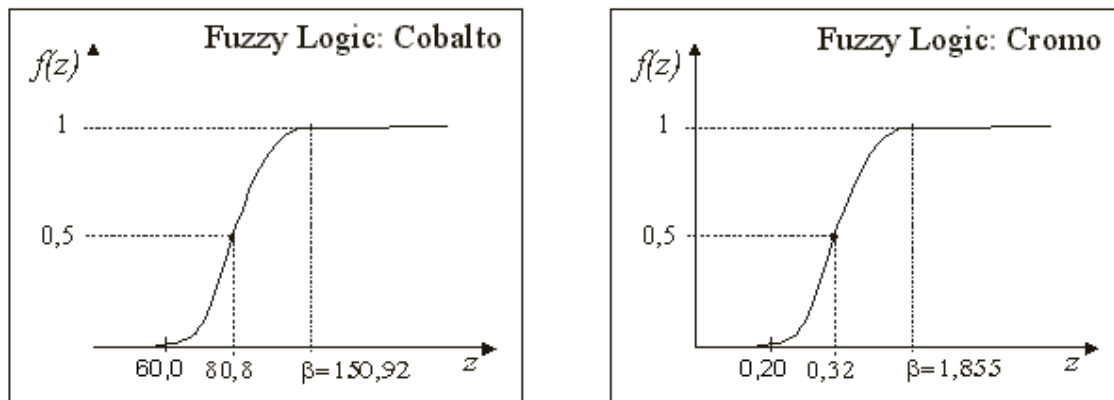 Fuzzy Logic: Cobalto
f(z)
1
0,5
60,0 80,8 β=150,92 z
Fuzzy Logic: Cromo
f(z)
1
0,5
0,20 0,32 β=1,855 z